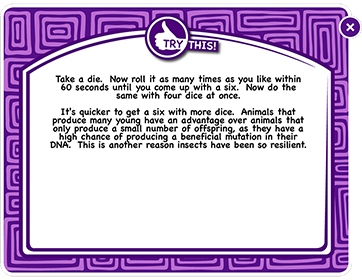 TRY THIS!
Take a die. Now roll it as many times as you like within
60 seconds until you come up with a six. Now do the
same with four dice at once.
It's quicker to get a six with more dice. Animals that
produce many young have an advantage over animals that
only produce a small number of offspring, as they have a
high chance of producing a beneficial mutation in their
DNA. This is another reason insects have been so resilient.